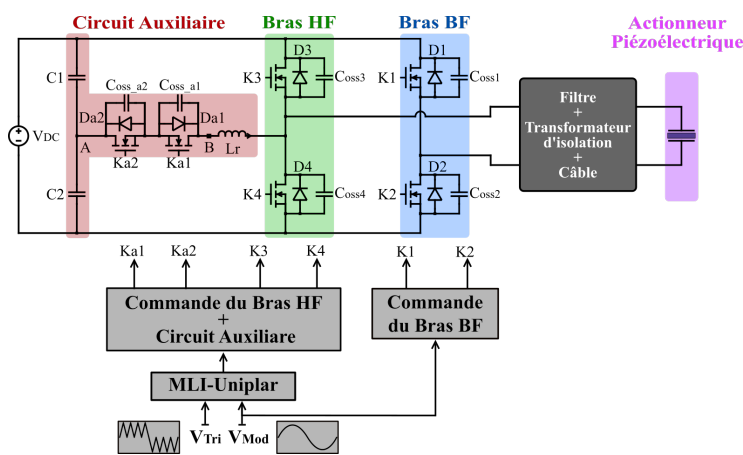 Circuit Auxiliaire
Bras HF
Bras BF
Actionneur
Piézoélectrique
D3
D1
C1
Coss_a2
Coss_a1
K3
Coss3
K1
Coss1
Da2
Da1
VDC
A
B
Lr
Ka2
Ka1
Filtre
+
Transformateur
d'isolation
+
Câble
D4
D2
C2
K4
Coss4
K2
Coss2
Ka1
Ka2
K3
K4
K1
K2
Commande du Bras HF
+
Circuit Auxiliare
Commande
du Bras BF
MLI-Uniplar
VTri
VMod